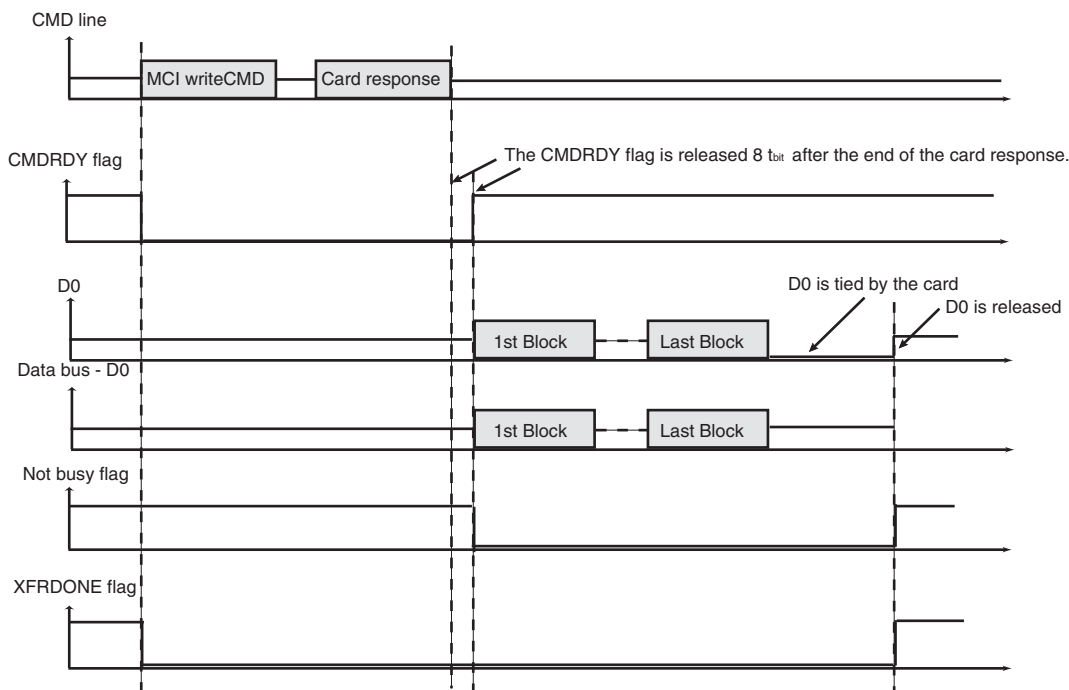 CMD line
MCI writeCMD
Card response
CMDRDY flag
The CMDRDY flag is released 8 tbit after the end of the card response.
D0
D0 is tied by the card
D0 is released
1st Block
Last Block
Data bus - D0
1st Block
Last Block
Not busy flag
XFRDONE flag